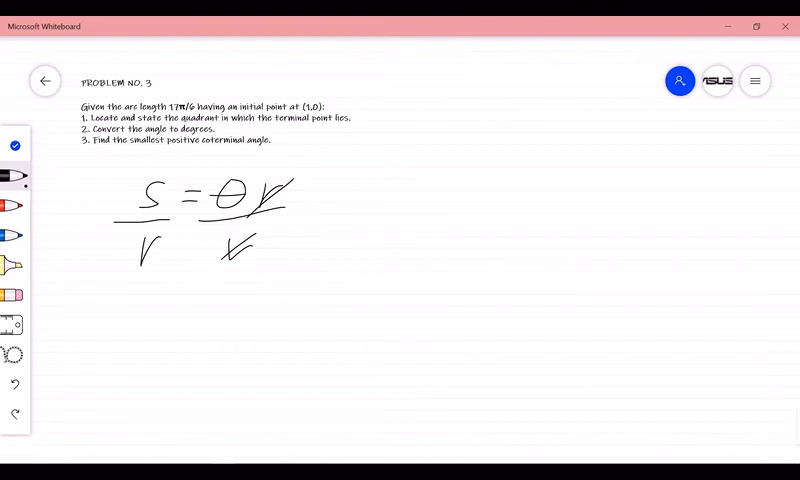 Microsoft Whiteboard
PROBLEM NO. 3
ASUS
Given the arc length 17π/6 having an initial point at (1,0):
1. Locate and state the quadrant in which the terminal point lies.
2. Convert the angle to degrees.
3. Find the smallest positive coterminal angle.
s = θ r
r r